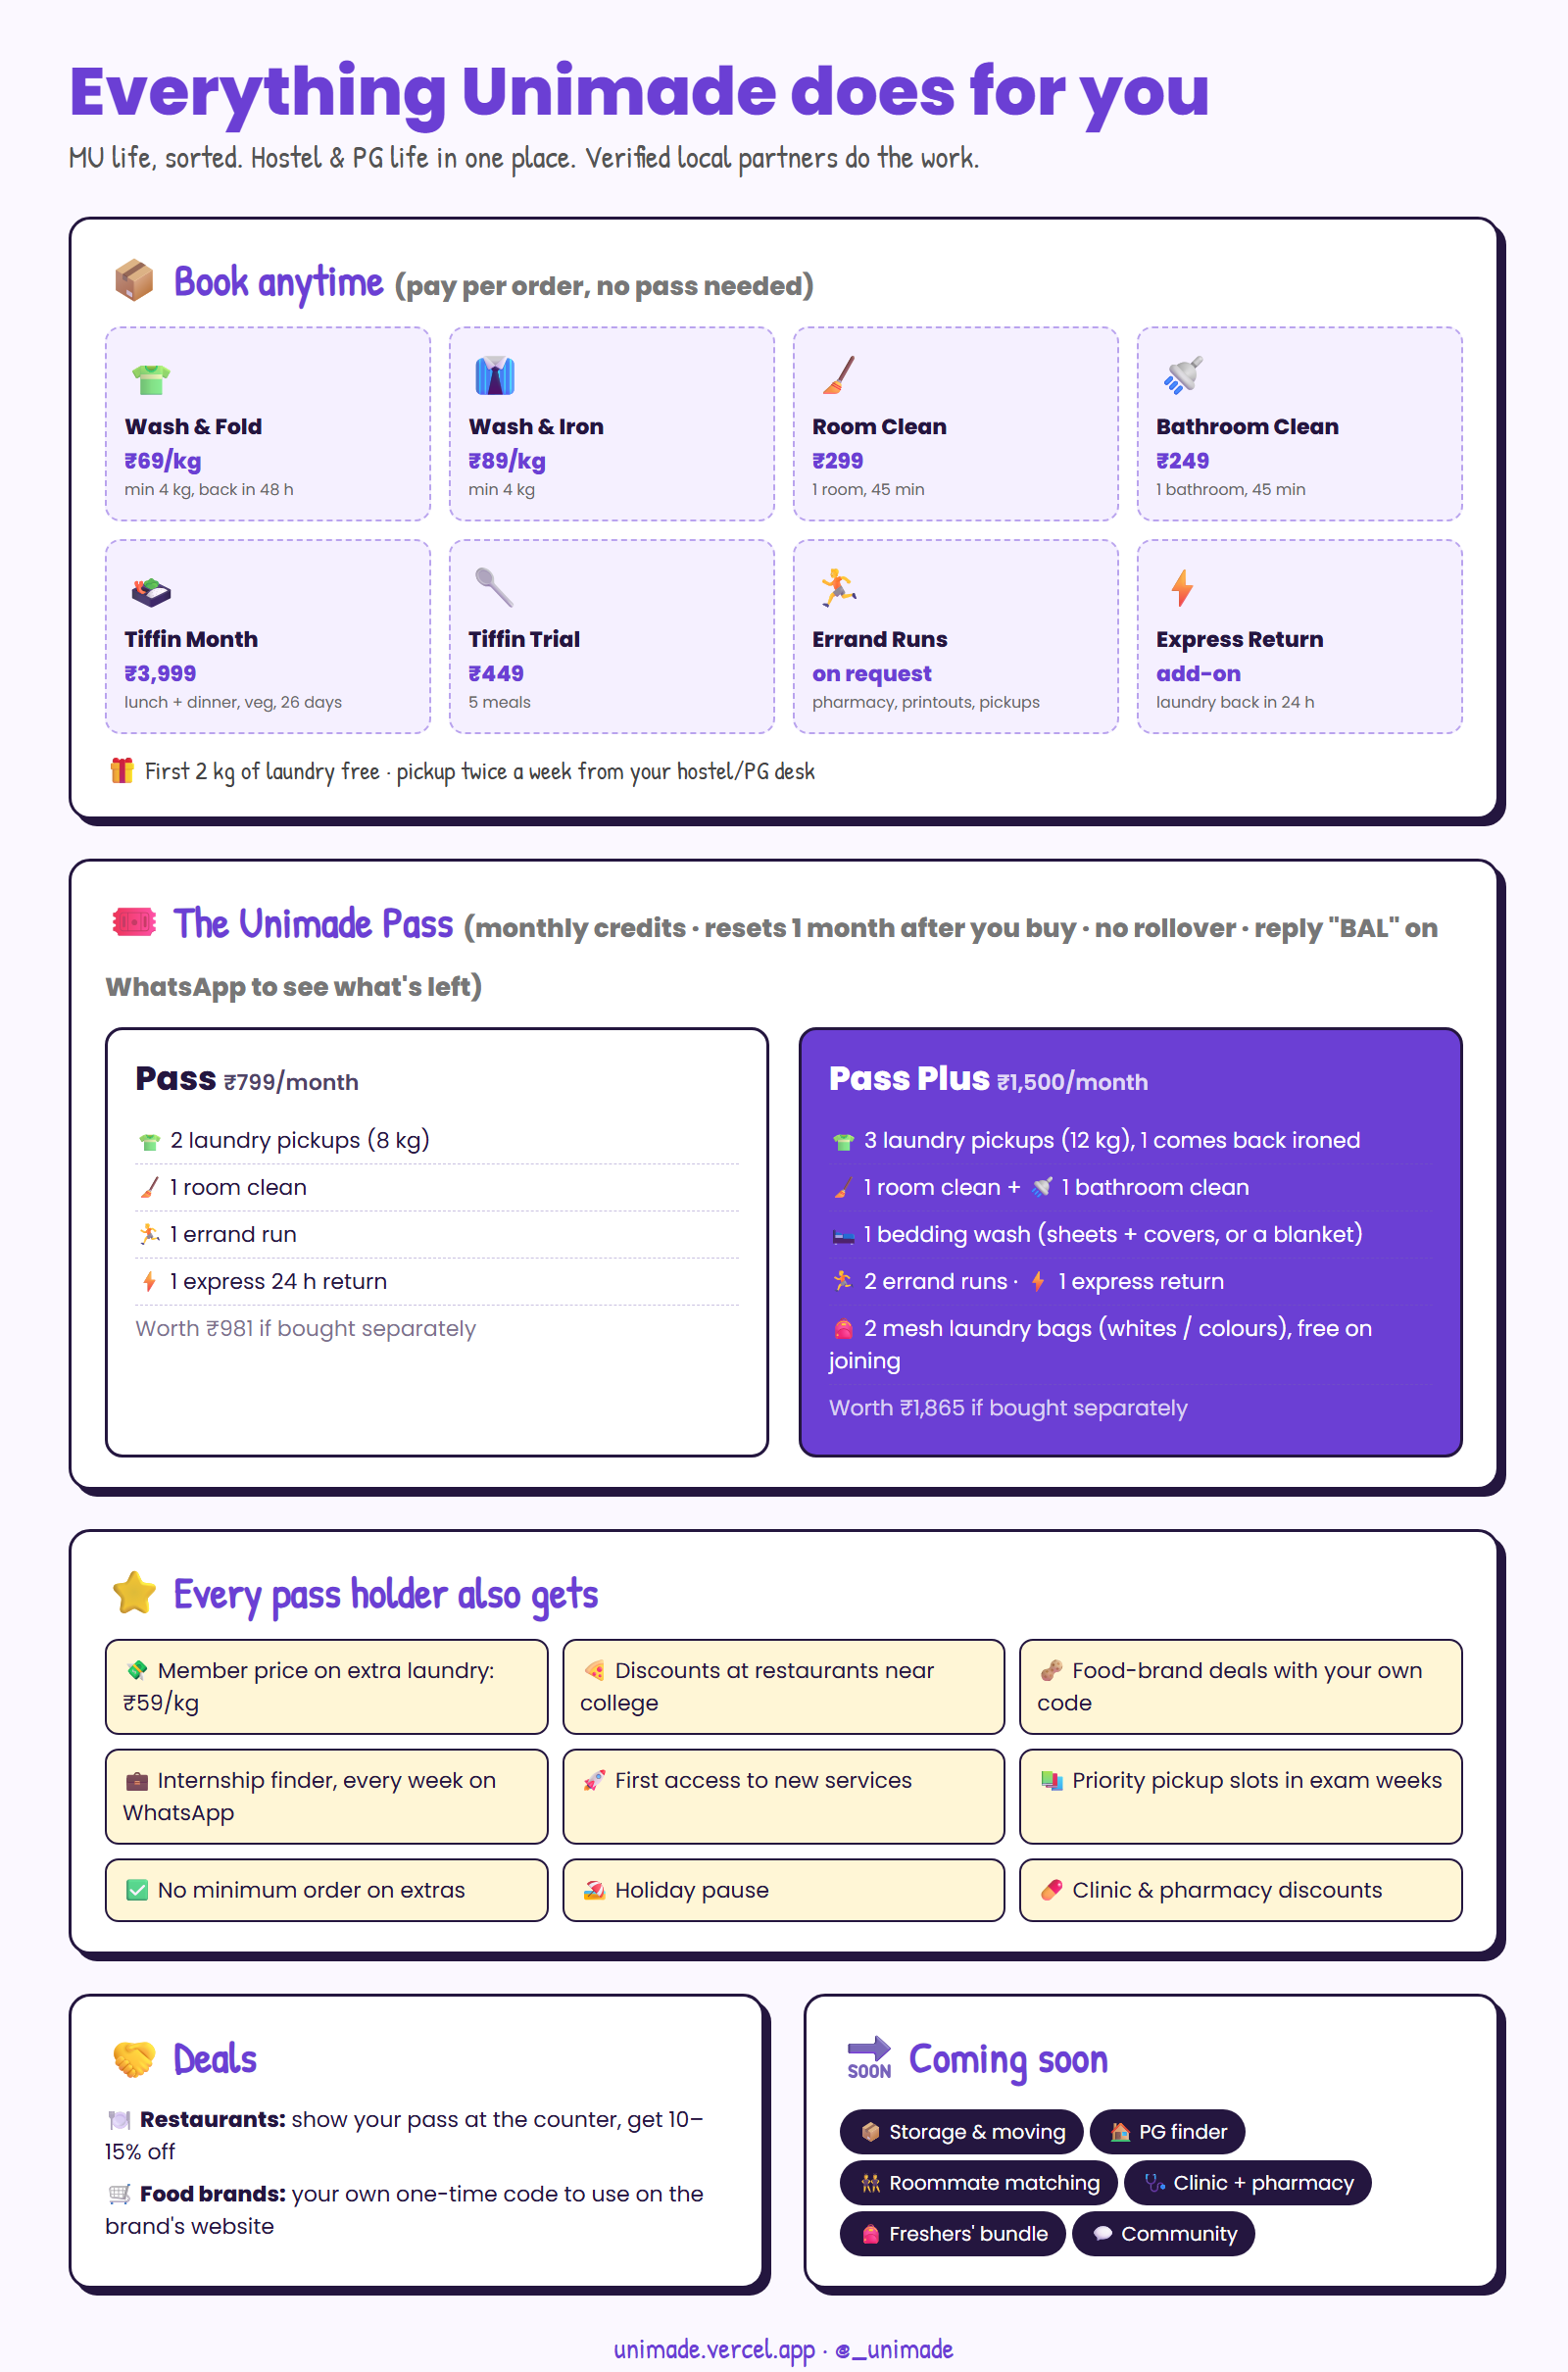 Everything Unimade does for you
MU life, sorted. Hostel & PG life in one place. Verified local partners do the work.
Book anytime (pay per order, no pass needed)
Wash & Fold
₹69/kg
min 4 kg, back in 48 h
Wash & Iron
₹89/kg
min 4 kg
Room Clean
₹299
1 room, 45 min
Bathroom Clean
₹249
1 bathroom, 45 min
Tiffin Month
₹3,999
lunch + dinner, veg, 26 days
Tiffin Trial
₹449
5 meals
Errand Runs
on request
pharmacy, printouts, pickups
Express Return
add-on
laundry back in 24 h
First 2 kg of laundry free · pickup twice a week from your hostel/PG desk
The Unimade Pass (monthly credits · resets 1 month after you buy · no rollover · reply "BAL" on
WhatsApp to see what's left)
Pass ₹799/month
2 laundry pickups (8 kg)
1 room clean
1 errand run
1 express 24 h return
Worth ₹981 if bought separately
Pass Plus ₹1,500/month
3 laundry pickups (12 kg), 1 comes back ironed
1 room clean + 1 bathroom clean
1 bedding wash (sheets + covers, or a blanket)
2 errand runs · 1 express return
2 mesh laundry bags (whites / colours), free on
joining
Worth ₹1,865 if bought separately
Every pass holder also gets
Member price on extra laundry:
₹59/kg
Discounts at restaurants near
college
Food-brand deals with your own
code
Internship finder, every week on
WhatsApp
First access to new services
Priority pickup slots in exam weeks
No minimum order on extras
Holiday pause
Clinic & pharmacy discounts
Deals
Restaurants: show your pass at the counter, get 10–
15% off
Food brands: your own one-time code to use on the
brand's website
SOON
Coming soon
Storage & moving
PG finder
Roommate matching
Clinic + pharmacy
Freshers' bundle
Community
unimade.vercel.app · @_unimade